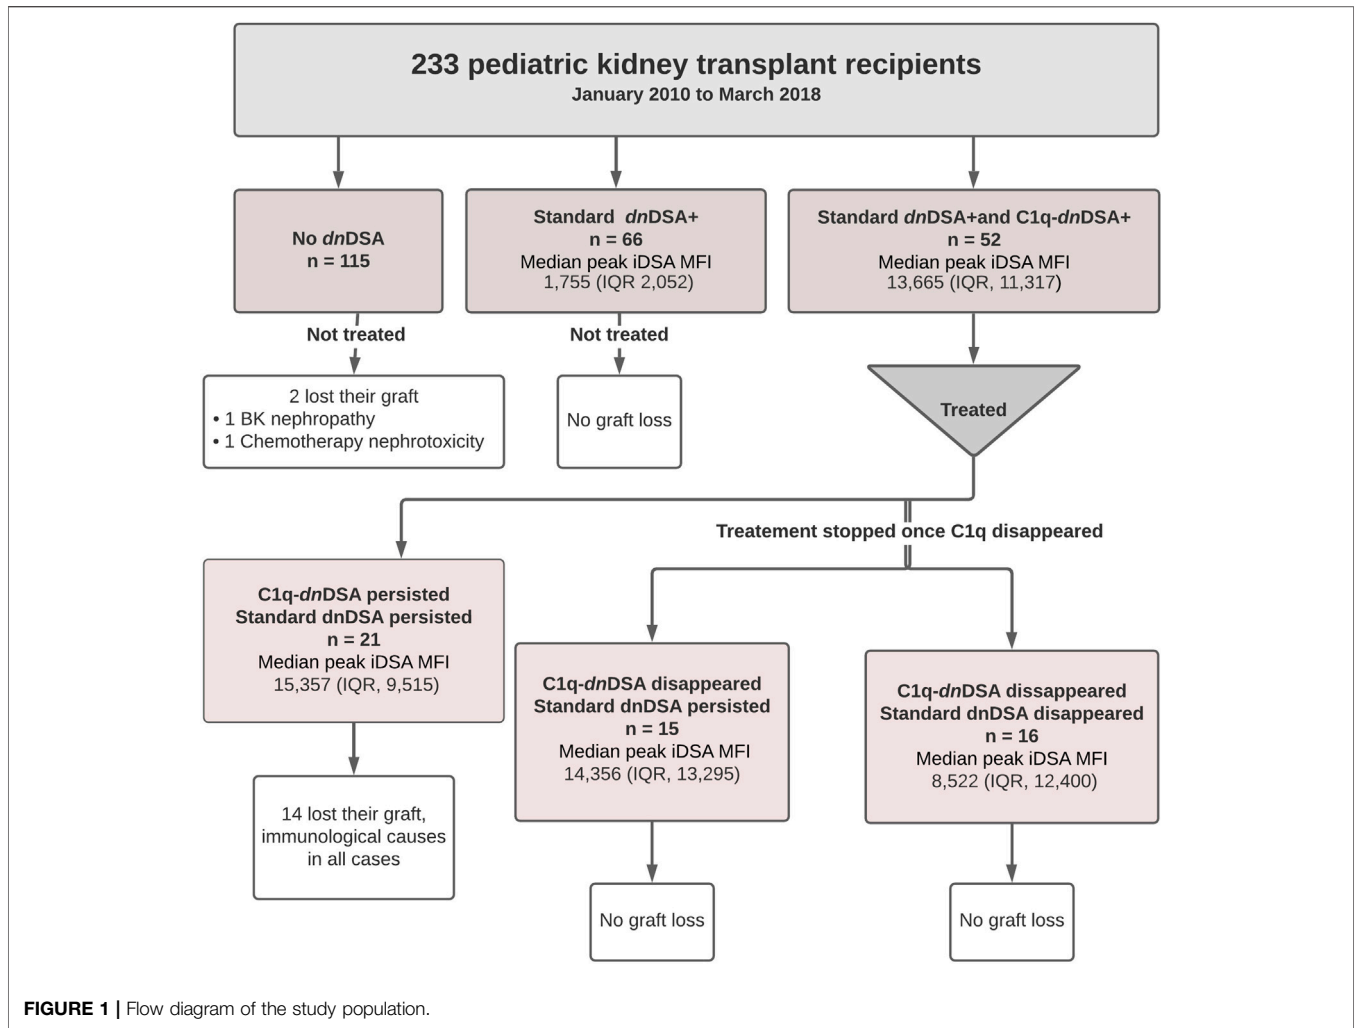 233 pediatric kidney transplant recipients
January 2010 to March 2018
No dnDSA
n = 115
Standard dnDSA+
n = 66
Median peak iDSA MFI
1,755 (IQR 2,052)
Standard dnDSA+and C1q-dnDSA+
n = 52
Median peak iDSA MFI
13,665 (IQR, 11,317)
Not treated
Not treated
2 lost their graft
• 1 BK nephropathy
• 1 Chemotherapy nephrotoxicity
No graft loss
Treated
Treatement stopped once C1q disappeared
C1q-dnDSA persisted
Standard dnDSA persisted
n = 21
Median peak iDSA MFI
15,357 (IQR, 9,515)
C1q-dnDSA disappeared
Standard dnDSA persisted
n = 15
Median peak iDSA MFI
14,356 (IQR, 13,295)
C1q-dnDSA dissappeared
Standard dnDSA disappeared
n = 16
Median peak iDSA MFI
8,522 (IQR, 12,400)
14 lost their graft,
immunological causes
in all cases
No graft loss
No graft loss
FIGURE 1 | Flow diagram of the study population.